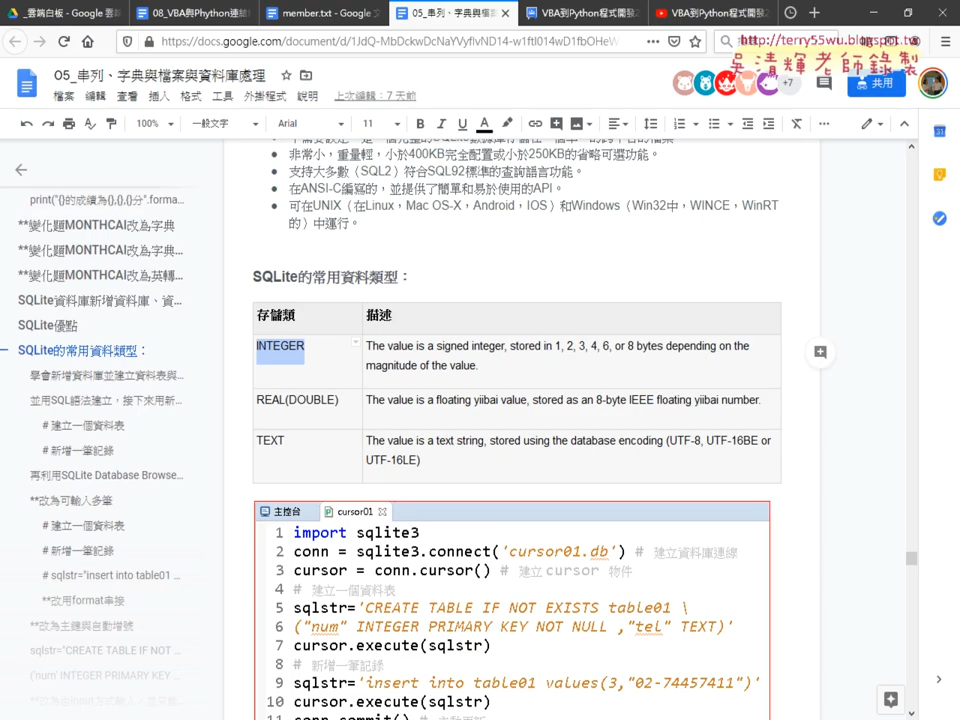 _雲端白板 - Google 雲
08_VBA與Phython連結
member.txt - Google 文
05_串列、字典與檔案
VBA到Python程式開發
VBA到Python程式開發
https://docs.google.com/document/d/1JdQ-MbDckwDcNaYVyflvND14-w1ftI014wD1fbOHeW
http://terry55wu.blogspot.tw
吳清輝老師錄製
05_串列、字典與檔案與資料庫處理
+7
共用
檔案 編輯 查看 插入 格式 工具 外掛程式 說明 上次編輯：7 天前
100% 一般文字 Arial 11 B I U A
非常小，重量輕，小於400KB完全配置或小於250KB的省略可選功能。
支持大多數（SQL2）符合SQL92標準的查詢語言功能。
在ANSI-C編寫的，並提供了簡單和易於使用的API。
可在UNIX（在Linux，Mac OS-X，Android，IOS）和Windows（Win32中，WINCE，WinRT
的）中運行。
print("{}的成績為{},{},{}分".forma...
**變化題MONTHCAI改為字典
**變化題MONTHCAI改為字典...
**變化題MONTHCAI改為英轉...
SQLite資料庫新增資料庫、資...
SQLite優點
SQLite的常用資料類型：
學會新增資料庫並建立資料表與...
並用SQL語法建立，接下來用新...
# 建立一個資料表
# 新增一筆記錄
再利用SQLite Database Browse...
**改為可輸入多筆
# 建立一個資料表
# 新增一筆記錄
# sqlstr="insert into table01 ...
**改用format串接
**改為主鍵與自動增號
sqlstr="CREATE TABLE IF NOT ...
('num" INTEGER PRIMARY KEY ...
SQLite的常用資料類型：
存儲類 描述
INTEGER The value is a signed integer, stored in 1, 2, 3, 4, 6, or 8 bytes depending on the
magnitude of the value.
REAL(DOUBLE) The value is a floating yiibai value, stored as an 8-byte IEEE floating yiibai number.
TEXT The value is a text string, stored using the database encoding (UTF-8, UTF-16BE or
UTF-16LE)
主控台 cursor01
1 import sqlite3
2 conn = sqlite3.connect('cursor01.db') # 建立資料庫連線
3 cursor = conn.cursor() # 建立 cursor 物件
4 # 建立一個資料表
5 sqlstr='CREATE TABLE IF NOT EXISTS table01 \
6 ("num" INTEGER PRIMARY KEY NOT NULL ,"tel" TEXT)'
7 cursor.execute(sqlstr)
8 # 新增一筆記錄
9 sqlstr='insert into table01 values(3,"02-74457411")'
10 cursor.execute(sqlstr)
11 conn.commit() # 主動更新